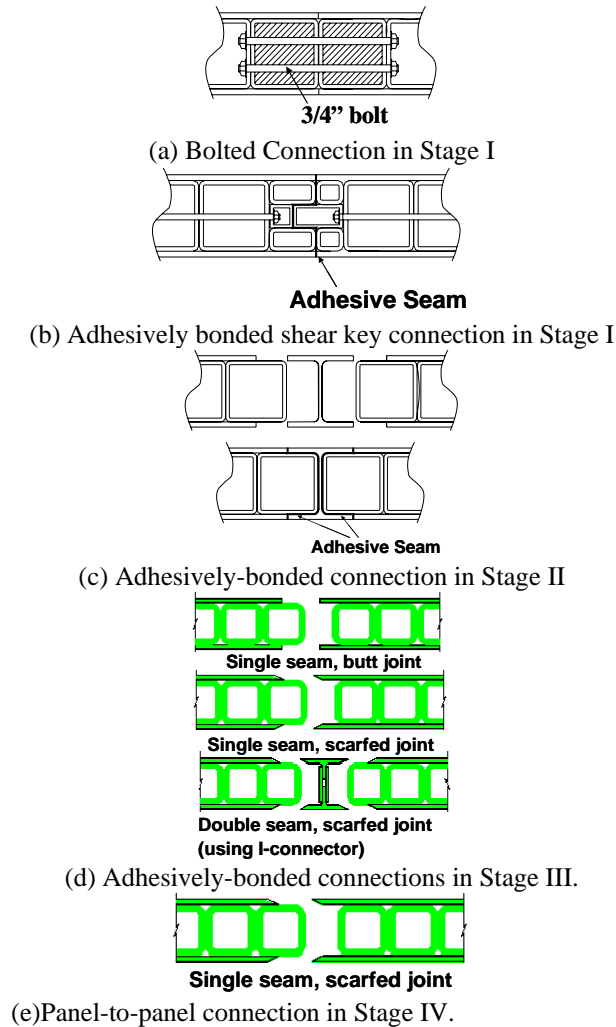 3/4” bolt
(a) Bolted Connection in Stage I
Adhesive Seam
(b) Adhesively bonded shear key connection in Stage I
Adhesive Seam
(c) Adhesively-bonded connection in Stage II
Single seam, butt joint
Single seam, scarfed joint
Double seam, scarfed joint
(using I-connector)
(d) Adhesively-bonded connections in Stage III.
Single seam, scarfed joint
(e)Panel-to-panel connection in Stage IV.